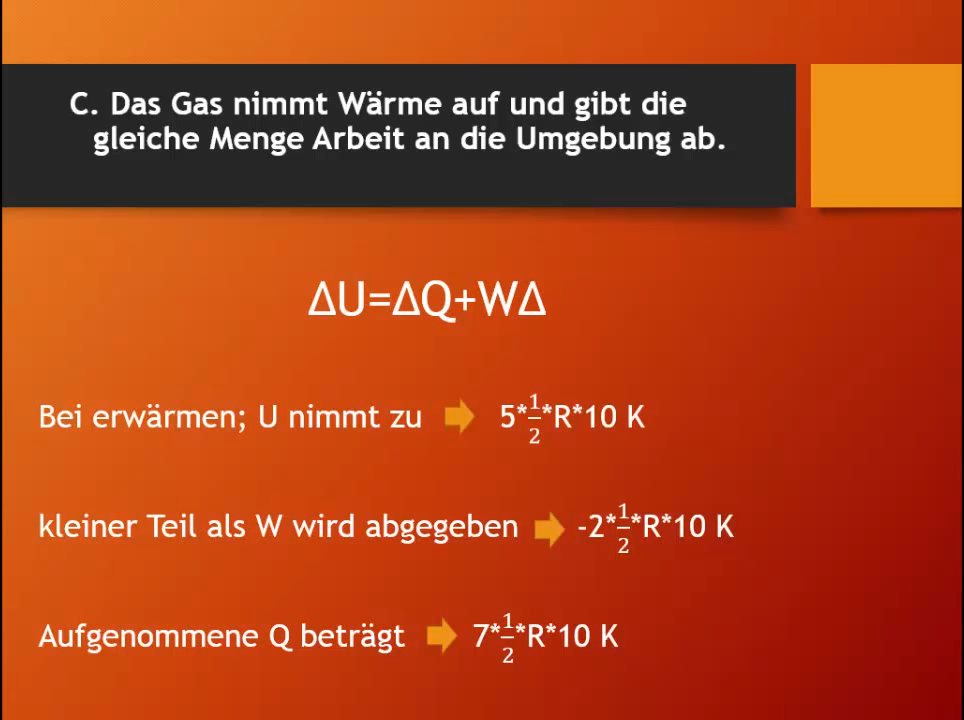 C. Das Gas nimmt Wärme auf und gibt die
gleiche Menge Arbeit an die Umgebung ab.
ΔU=ΔQ+WΔ
Bei erwärmen; U nimmt zu 5*1/2*R*10 K
kleiner Teil als W wird abgegeben -2*1/2*R*10 K
Aufgenommene Q beträgt 7*1/2*R*10 K